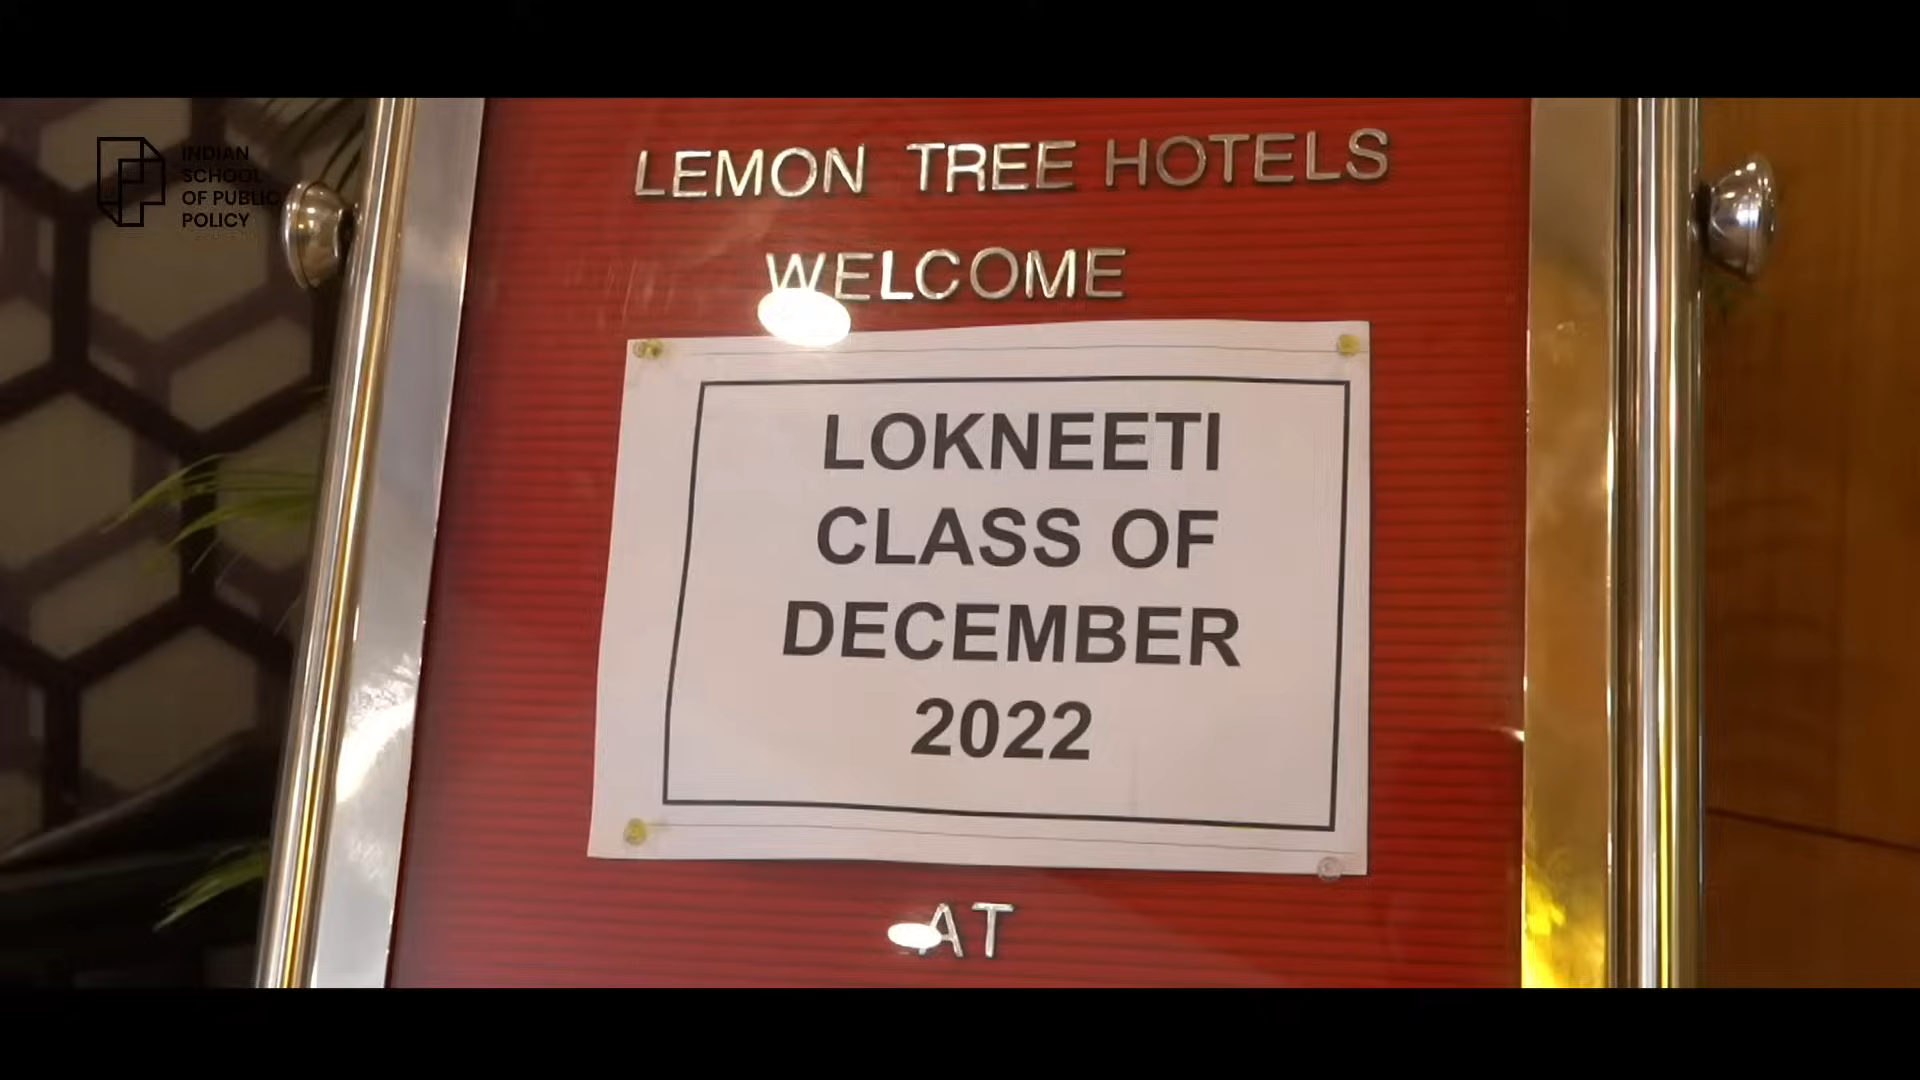 INDIAN
SCHOOL
OF PUBLIC
POLICY
LEMON TREE HOTELS
WELCOME
LOKNEETI
CLASS OF
DECEMBER
2022
AT